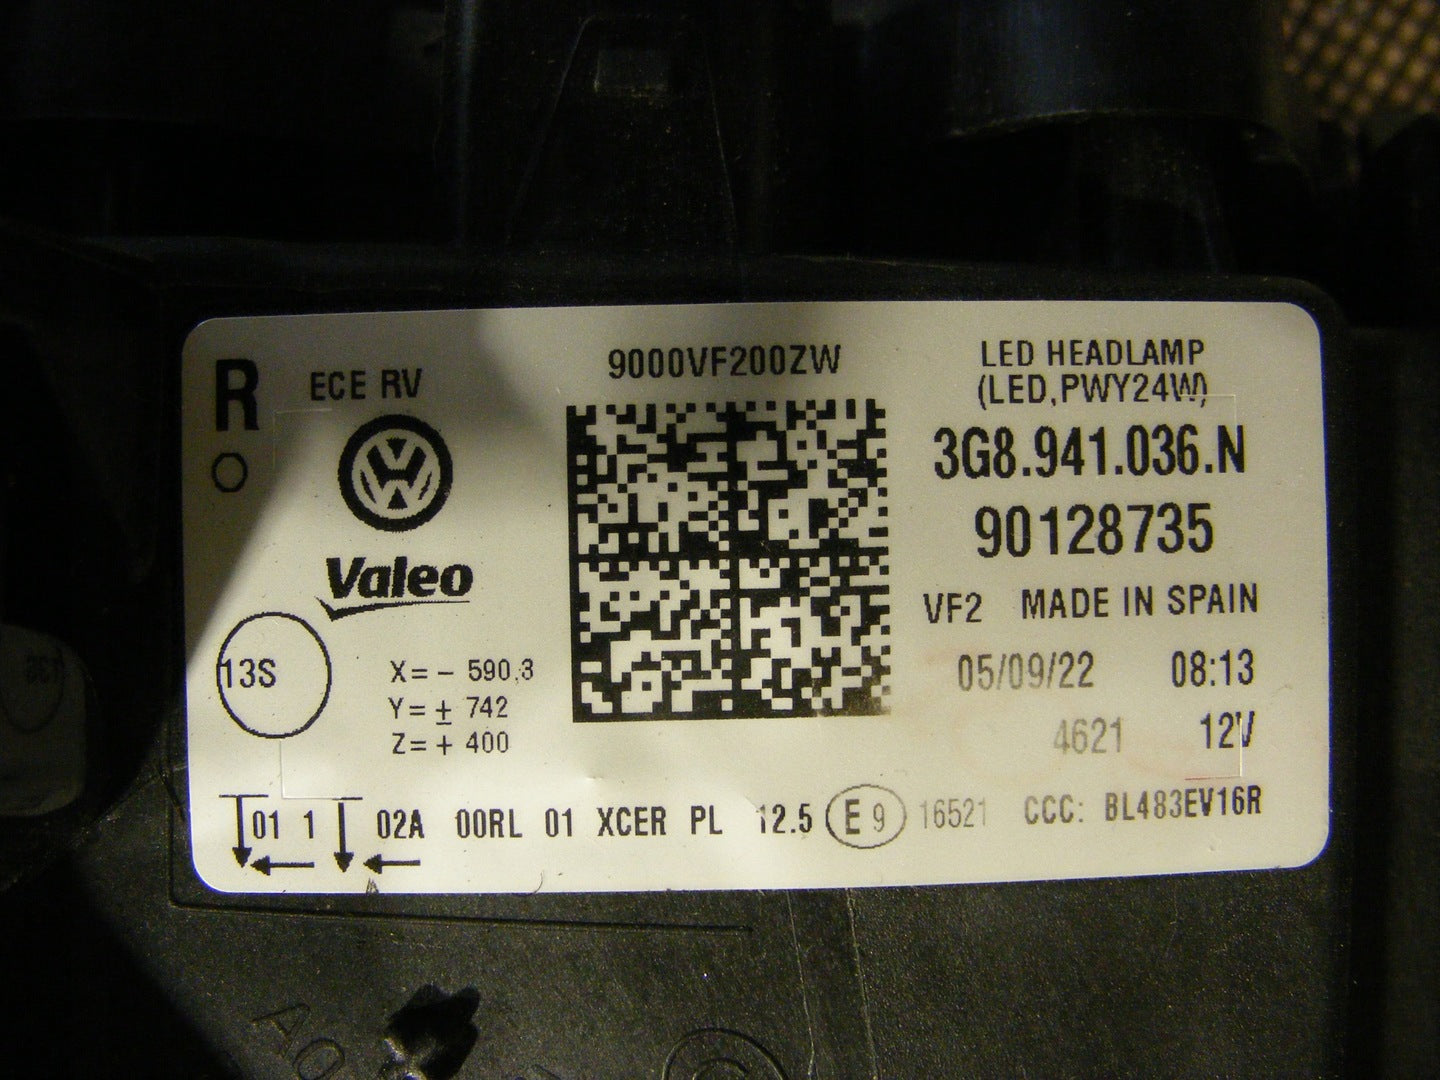 R ECE RV
9000VF200ZW
LED HEADLAMP
(LED,PWY24W)
3G8.941.036.N
90128735
Valeo
VF2 MADE IN SPAIN
13S
X= - 590.3
Y= ± 742
Z= + 400
05/09/22 08:13
4621 12V
01 1 02A 00RL 01 XCER PL 12.5 E 9 16521 CCC: BL483EV16R